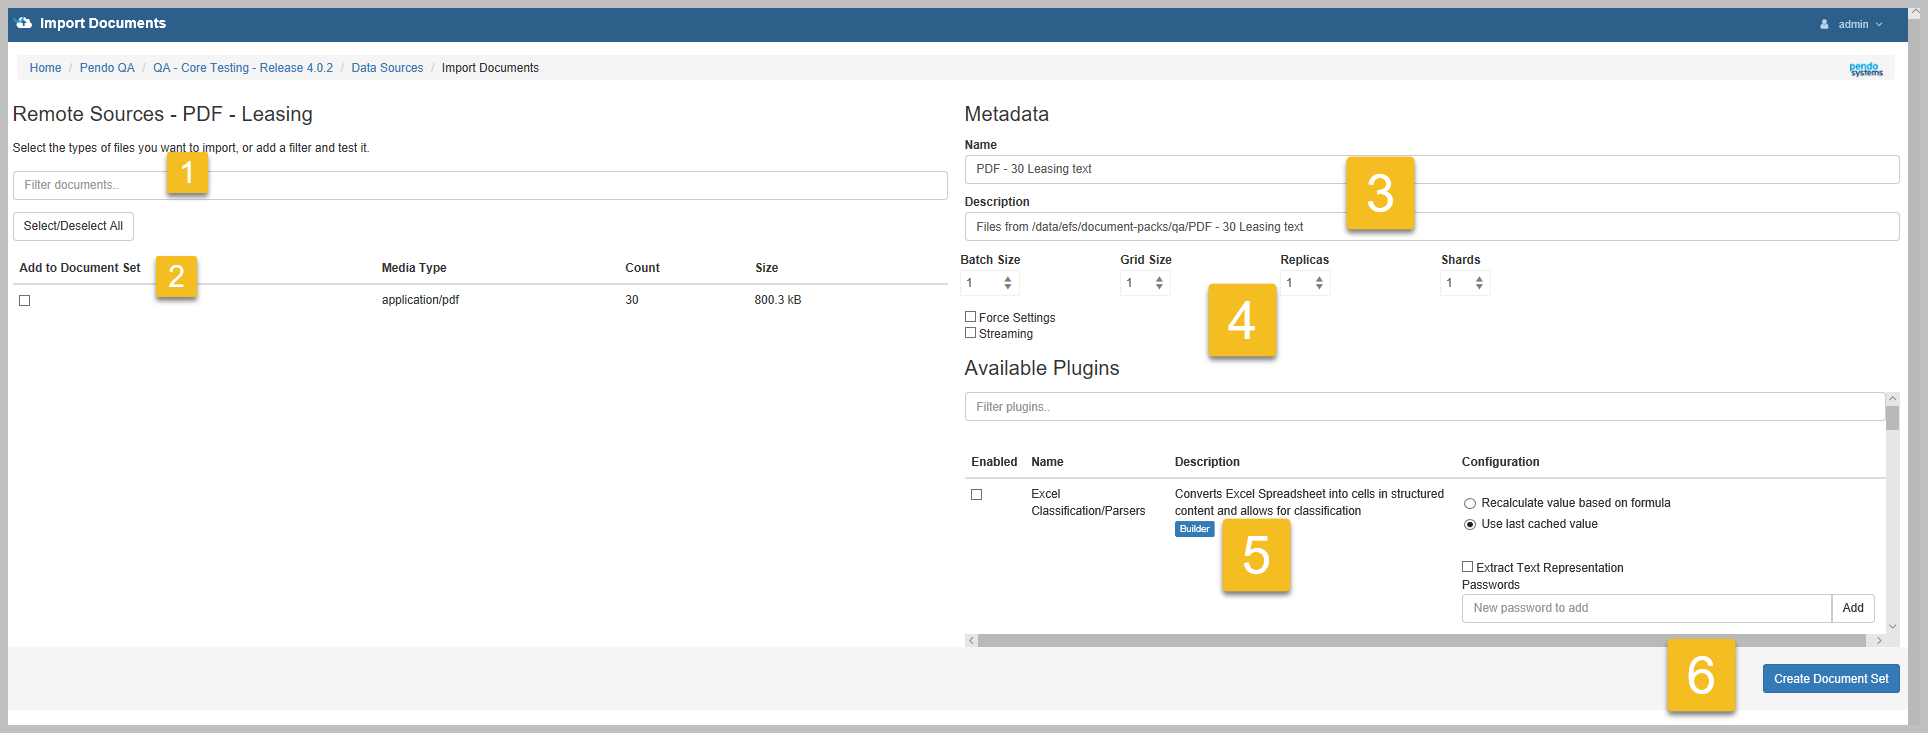 Import Documents
admin
Home / Pendo QA / QA - Core Testing - Release 4.0.2 / Data Sources / Import Documents
pendo
systems
Remote Sources - PDF - Leasing
Select the types of files you want to import, or add a filter and test it.
1
Filter documents..
Select/Deselect All
Add to Document Set 2 Media Type Count Size
application/pdf 30 800.3 kB
Metadata
Name
PDF - 30 Leasing text
3
Description
Files from /data/efs/document-packs/qa/PDF - 30 Leasing text
Batch Size Grid Size Replicas Shards
1 1 1 1
4
Force Settings
Streaming
Available Plugins
Filter plugins..
Enabled Name Description Configuration
Excel Classification/Parsers
Converts Excel Spreadsheet into cells in structured
content and allows for classification
Builder
5
Recalculate value based on formula
Use last cached value
Extract Text Representation
Passwords
New password to add Add
6
Create Document Set